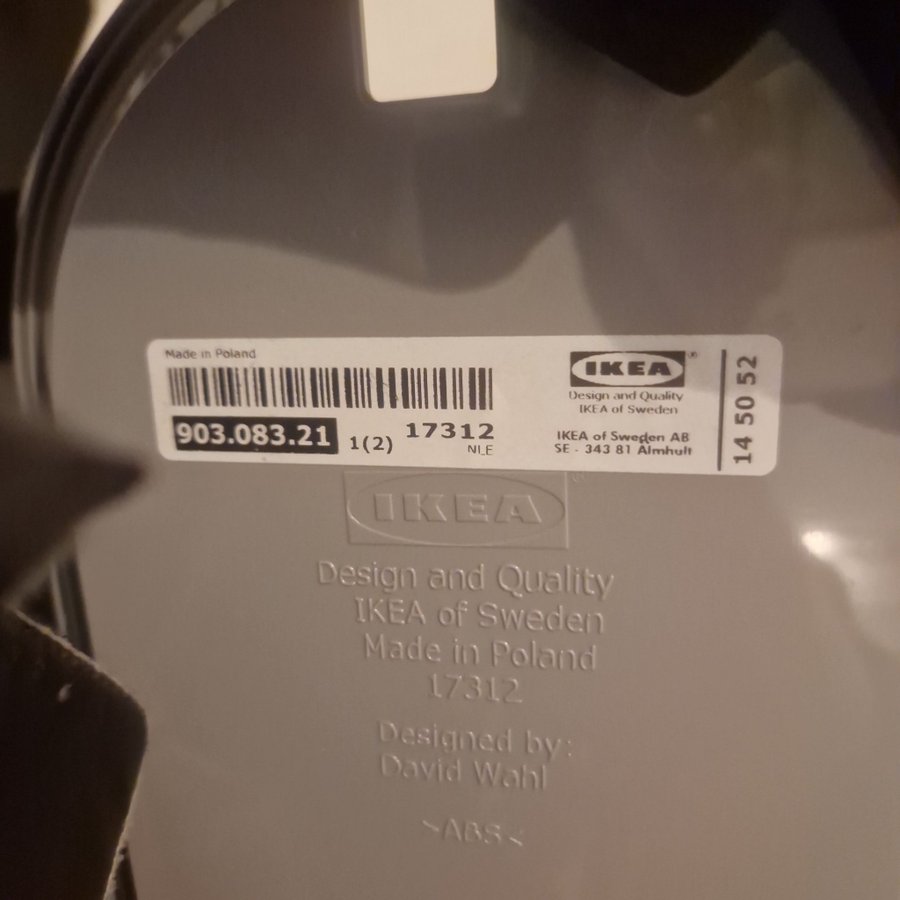 Made in Poland
903.083.21 1(2) 17312
NLE
IKEA®
Design and Quality
IKEA of Sweden
IKEA of Sweden AB
SE - 343 81 Älmhult
14 50 52
IKEA®
Design and Quality
IKEA of Sweden
Made in Poland
17312
Designed by:
David Wahl
>ABS<